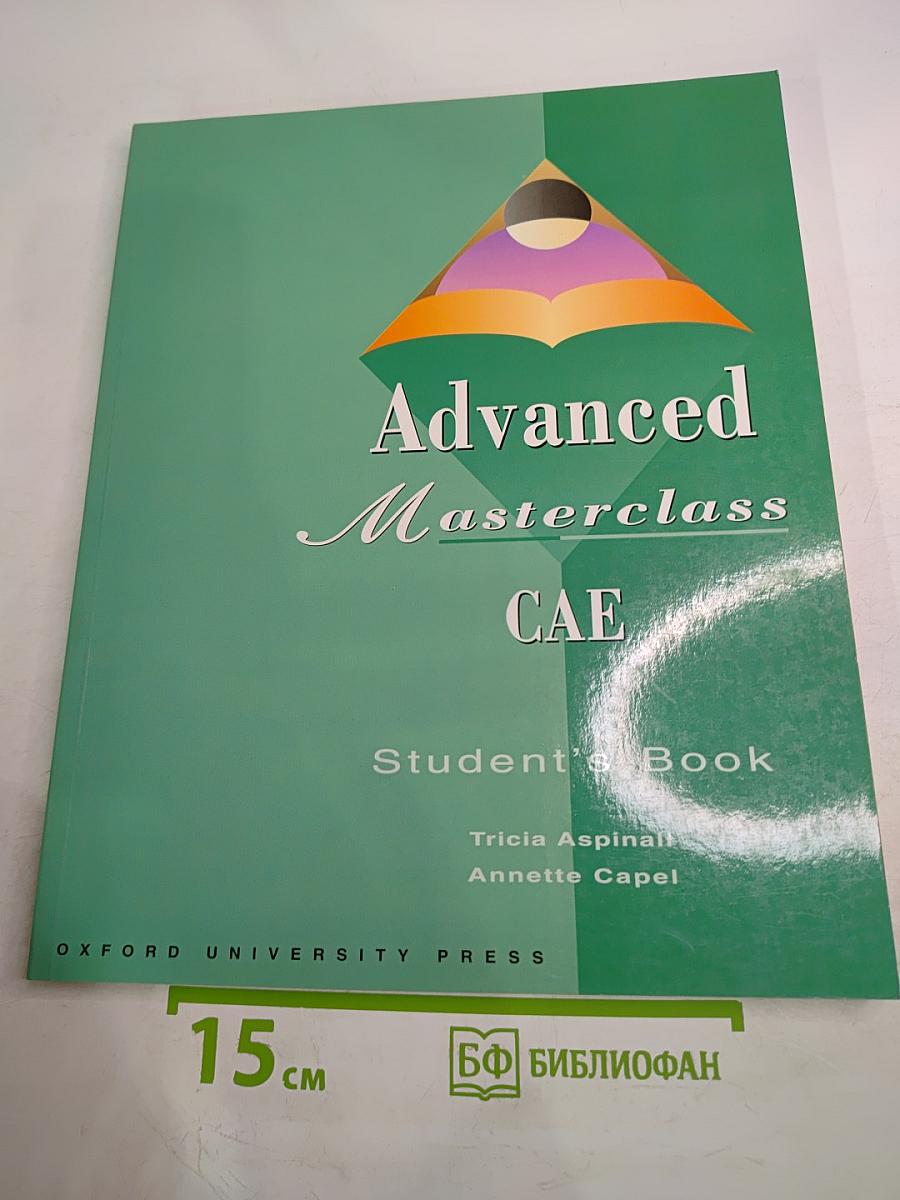 Advanced
Masterclass
CAE
Student's Book
Tricia Aspinall
Annette Capel
OXFORD UNIVERSITY PRESS
15 см
БФ БИБЛИОФАН